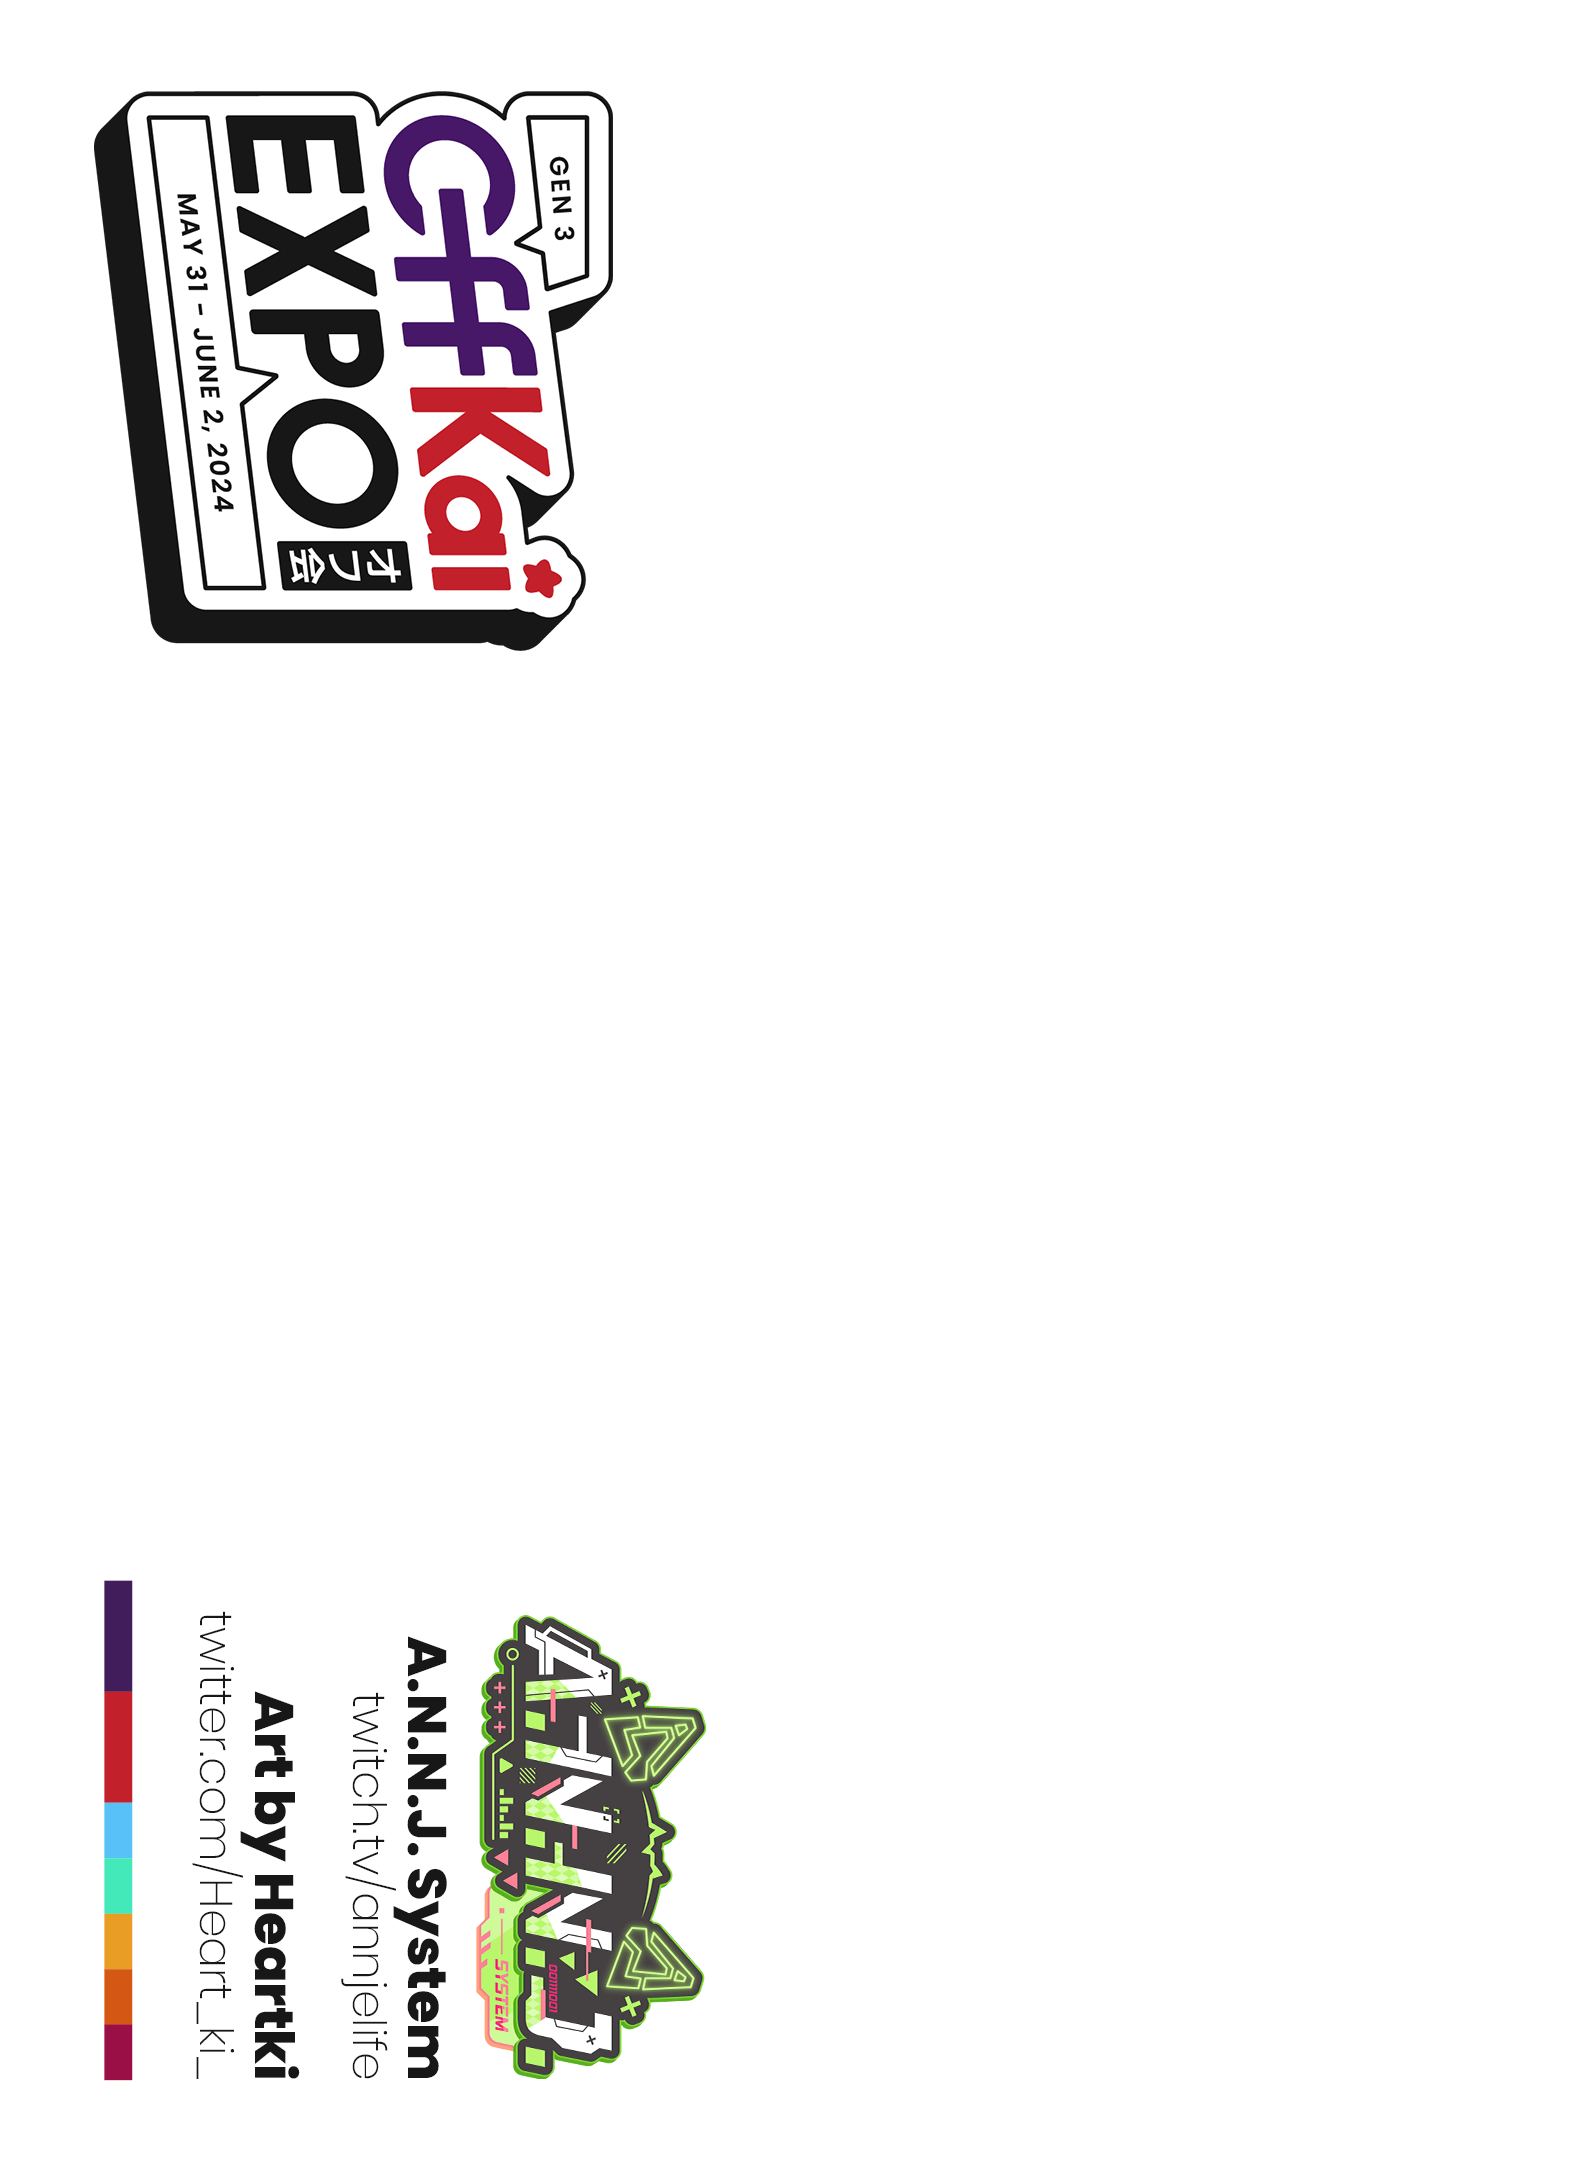 GEN 3
OffKai
EXPO
オフ会
MAY 31 - JUNE 2, 2024
A.N.N.J.
SYSTEM
A.N.N.J. System
twitch.tv/annjelife
Art by Heartki
twitter.com/Heart_ki_